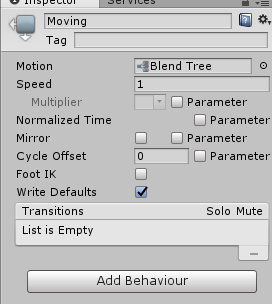 Inspector Services
Moving
Tag
Motion Blend Tree
Speed 1
Multiplier Parameter
Normalized Time Parameter
Mirror Parameter
Cycle Offset 0 Parameter
Foot IK
Write Defaults
Transitions Solo Mute
List is Empty
Add Behaviour